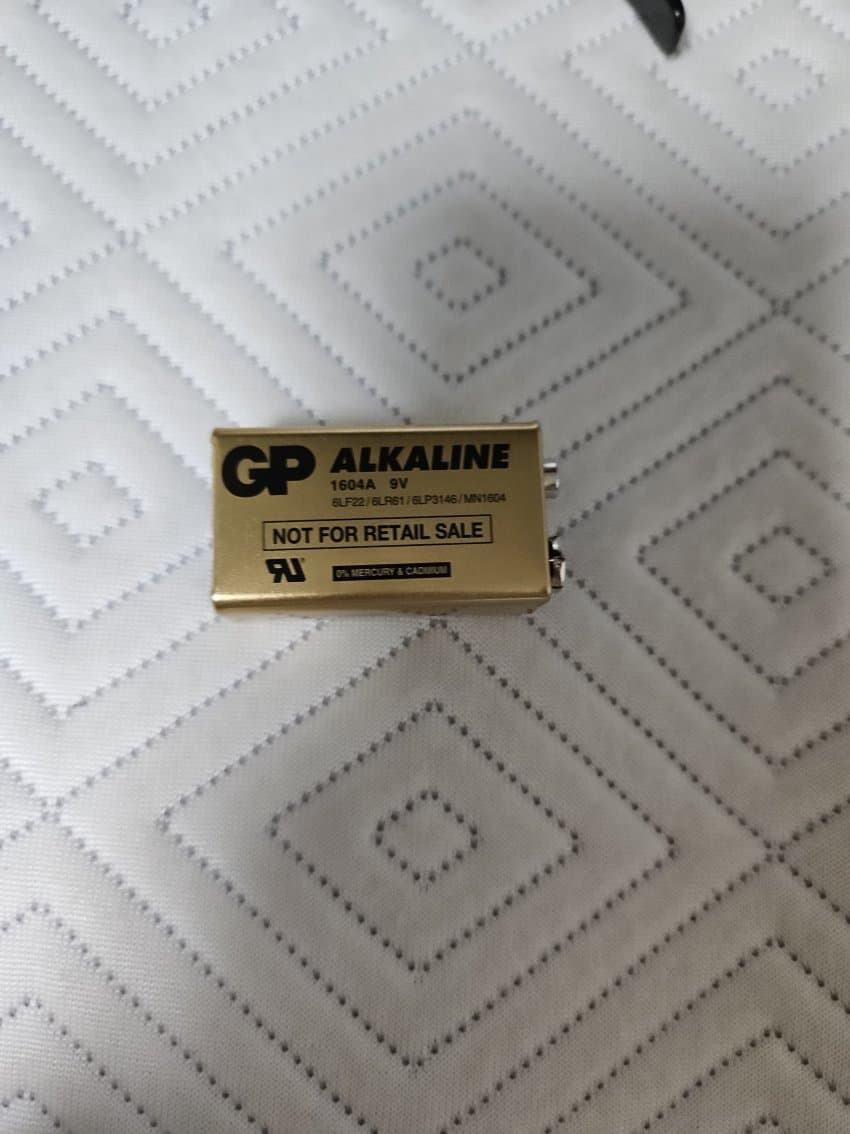 GP ALKALINE
1604A 9V
6LF22/6LR61/6LP3146/MN1604
NOT FOR RETAIL SALE
0% MERCURY & CADMIUM